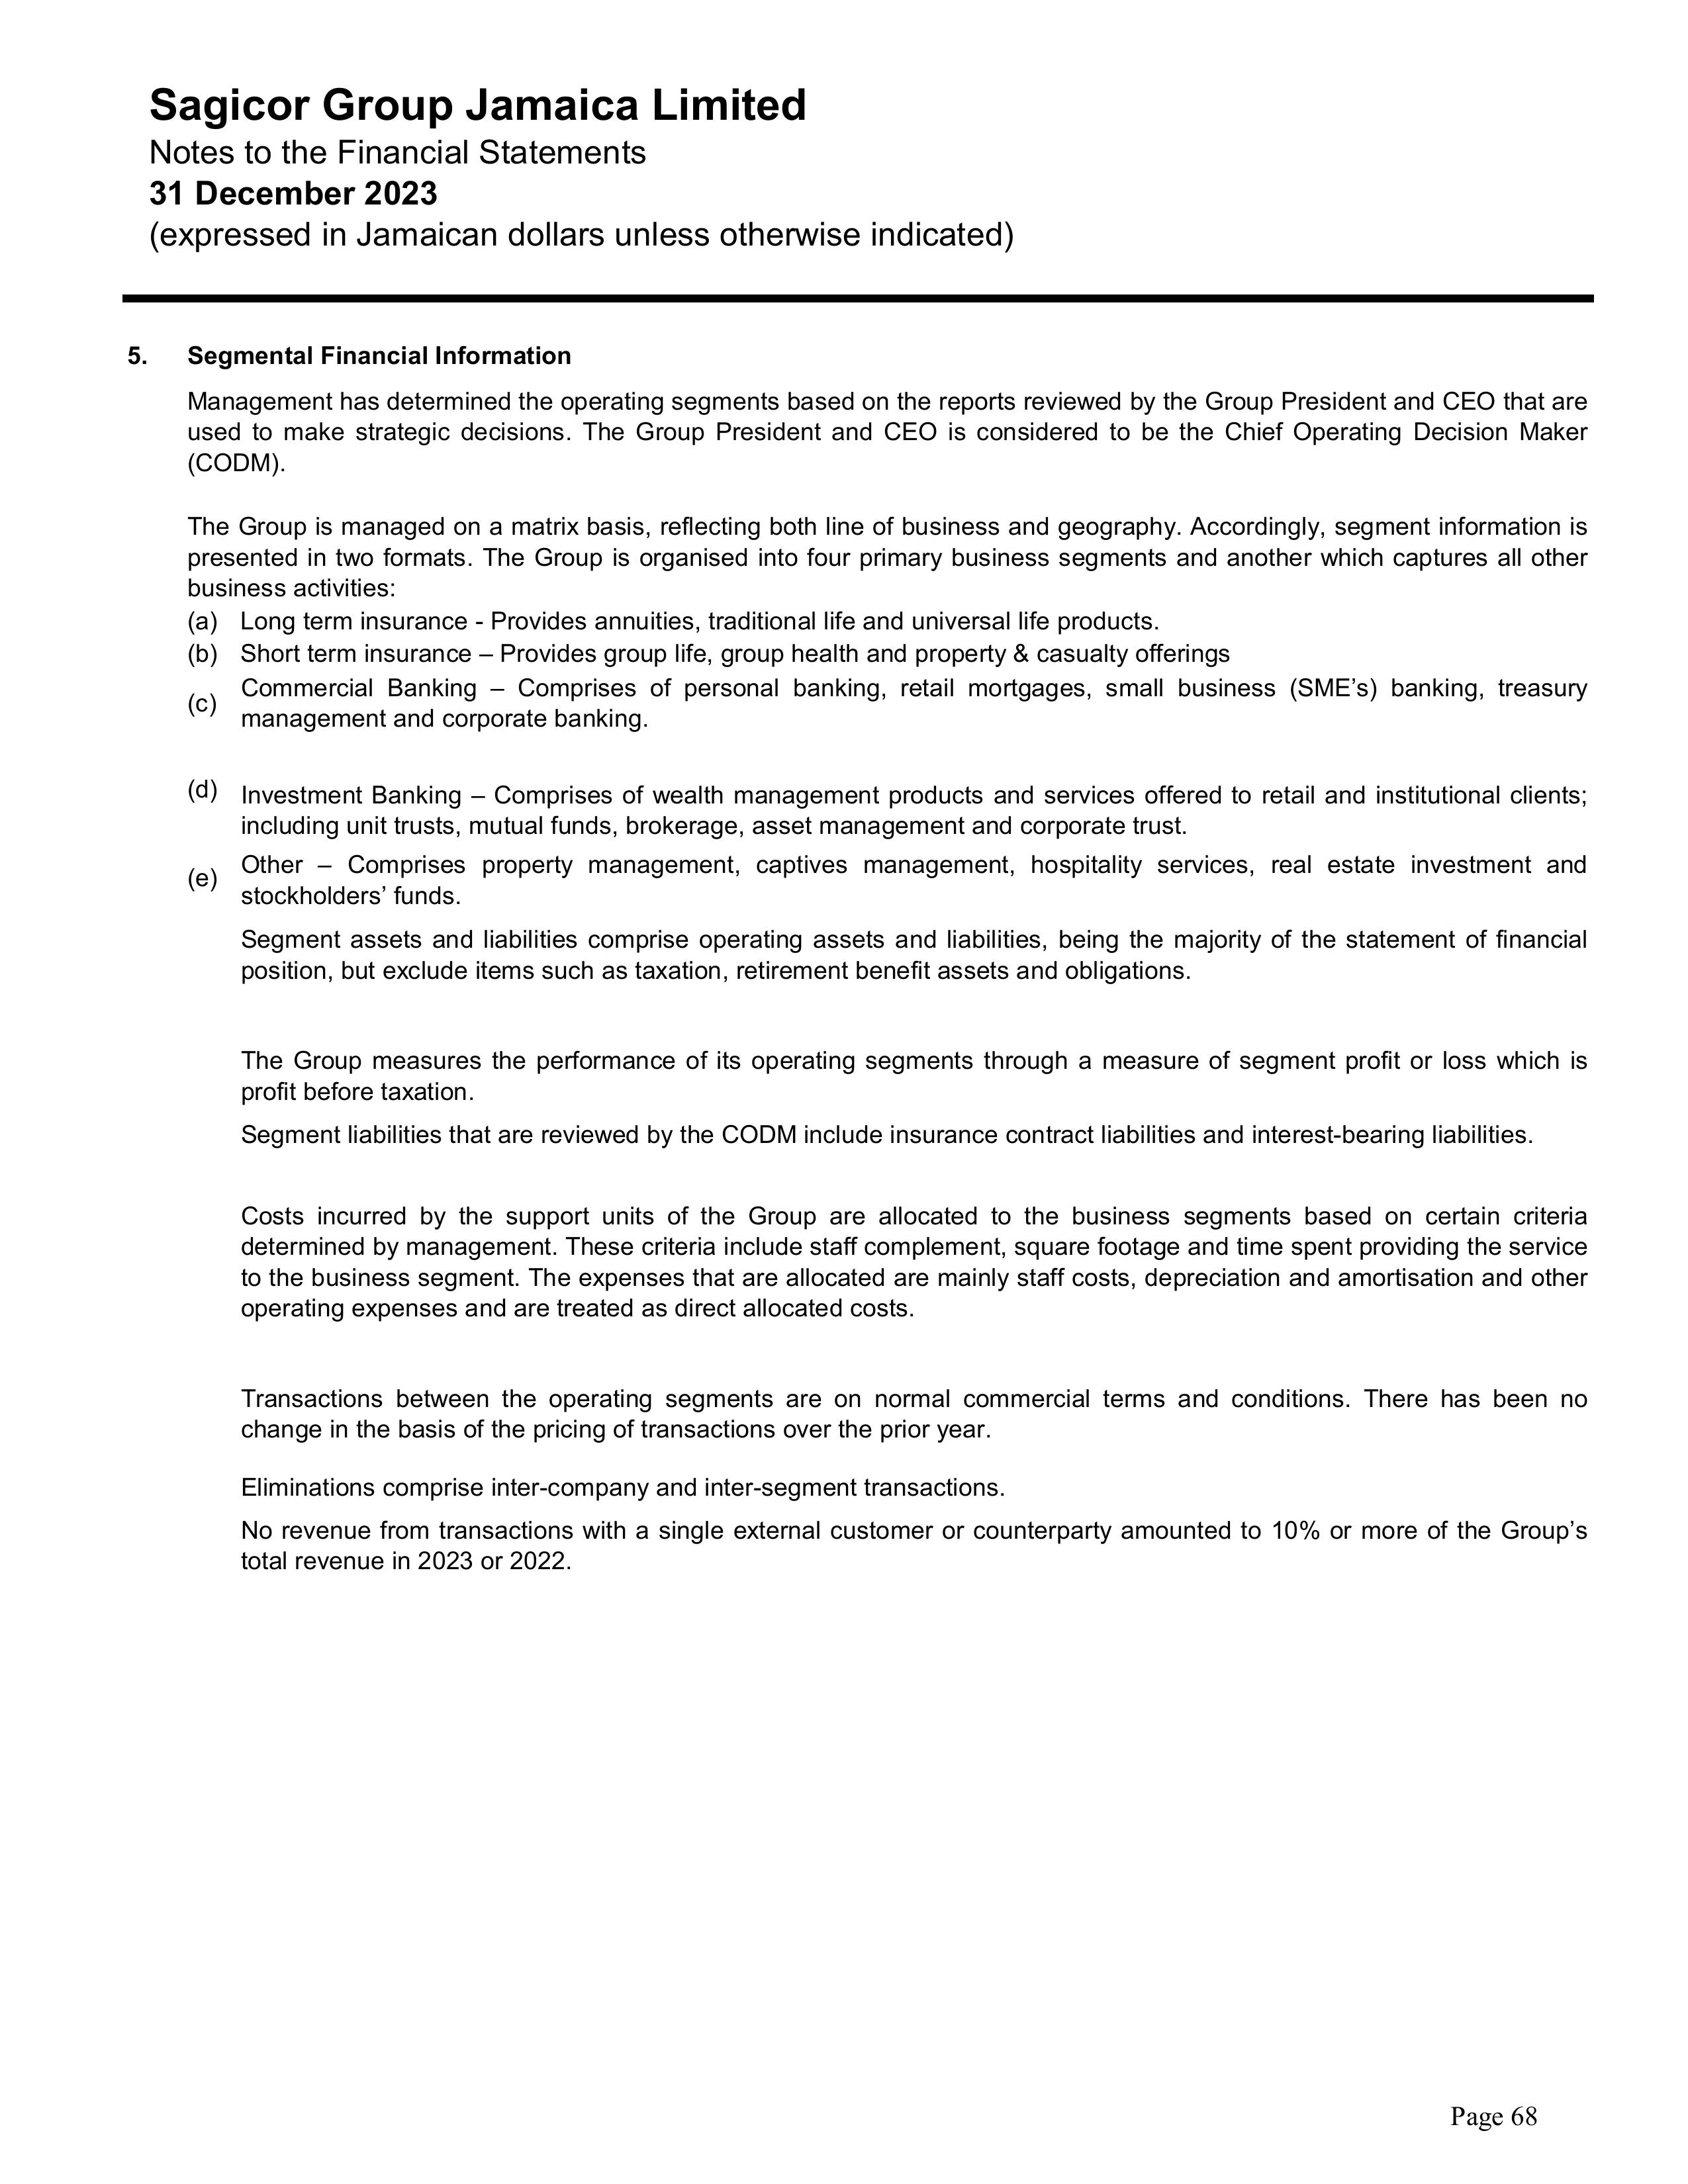 Sagicor Group Jamaica Limited
Notes to the Financial Statements
31 December 2023
(expressed in Jamaican dollars unless otherwise indicated)
5. Segmental Financial Information
Management has determined the operating segments based on the reports reviewed by the Group President and CEO that are
used to make strategic decisions. The Group President and CEO is considered to be the Chief Operating Decision Maker
(CODM).
The Group is managed on a matrix basis, reflecting both line of business and geography. Accordingly, segment information is
presented in two formats. The Group is organised into four primary business segments and another which captures all other
business activities:
(a) Long term insurance - Provides annuities, traditional life and universal life products.
(b) Short term insurance – Provides group life, group health and property & casualty offerings
(c) Commercial Banking – Comprises of personal banking, retail mortgages, small business (SME’s) banking, treasury
management and corporate banking.
(d) Investment Banking – Comprises of wealth management products and services offered to retail and institutional clients;
including unit trusts, mutual funds, brokerage, asset management and corporate trust.
(e) Other – Comprises property management, captives management, hospitality services, real estate investment and
stockholders’ funds.
Segment assets and liabilities comprise operating assets and liabilities, being the majority of the statement of financial
position, but exclude items such as taxation, retirement benefit assets and obligations.
The Group measures the performance of its operating segments through a measure of segment profit or loss which is
profit before taxation.
Segment liabilities that are reviewed by the CODM include insurance contract liabilities and interest-bearing liabilities.
Costs incurred by the support units of the Group are allocated to the business segments based on certain criteria
determined by management. These criteria include staff complement, square footage and time spent providing the service
to the business segment. The expenses that are allocated are mainly staff costs, depreciation and amortisation and other
operating expenses and are treated as direct allocated costs.
Transactions between the operating segments are on normal commercial terms and conditions. There has been no
change in the basis of the pricing of transactions over the prior year.
Eliminations comprise inter-company and inter-segment transactions.
No revenue from transactions with a single external customer or counterparty amounted to 10% or more of the Group’s
total revenue in 2023 or 2022.
Page 68